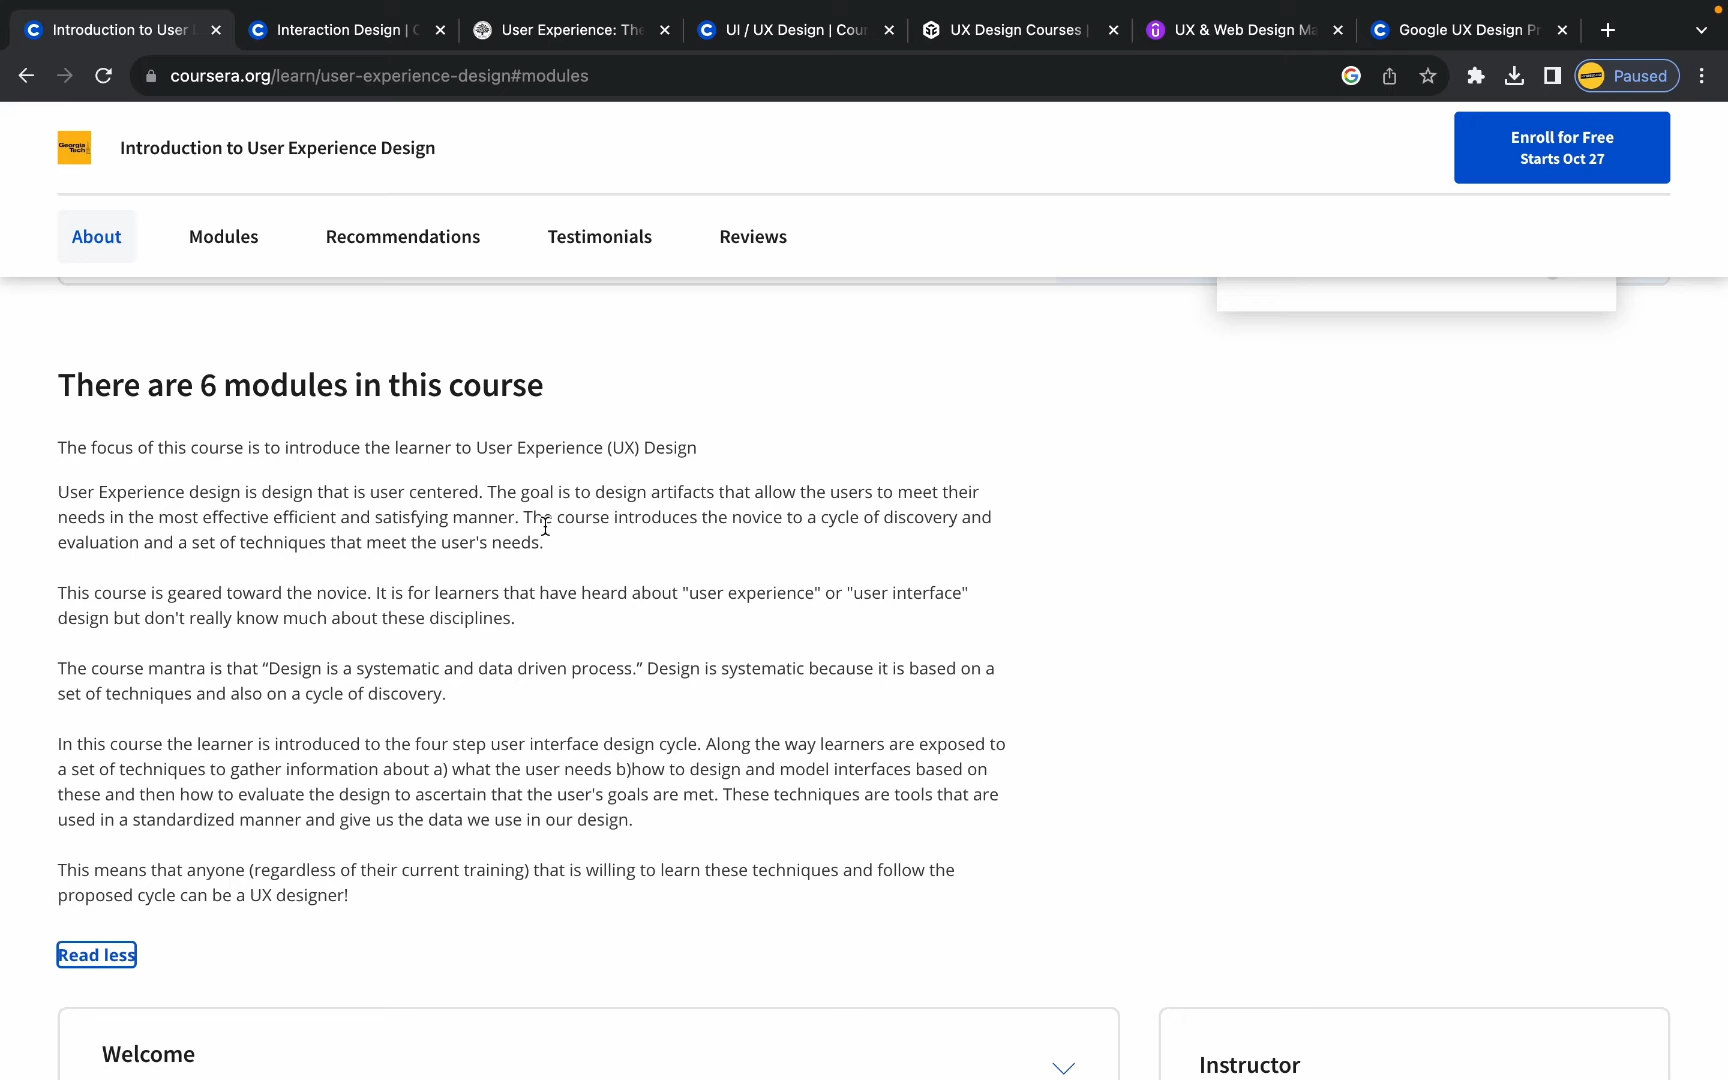 Introduction to User
Interaction Design | C
User Experience: The
UI / UX Design | Cour
UX Design Courses |
UX & Web Design Ma
Google UX Design Pr
coursera.org/learn/user-experience-design#modules
Paused
Georgia Tech
Introduction to User Experience Design
Enroll for Free
Starts Oct 27
About
Modules
Recommendations
Testimonials
Reviews
There are 6 modules in this course
The focus of this course is to introduce the learner to User Experience (UX) Design
User Experience design is design that is user centered. The goal is to design artifacts that allow the users to meet their
needs in the most effective efficient and satisfying manner. The course introduces the novice to a cycle of discovery and
evaluation and a set of techniques that meet the user's needs.
This course is geared toward the novice. It is for learners that have heard about "user experience" or "user interface"
design but don't really know much about these disciplines.
The course mantra is that “Design is a systematic and data driven process.” Design is systematic because it is based on a
set of techniques and also on a cycle of discovery.
In this course the learner is introduced to the four step user interface design cycle. Along the way learners are exposed to
a set of techniques to gather information about a) what the user needs b)how to design and model interfaces based on
these and then how to evaluate the design to ascertain that the user's goals are met. These techniques are tools that are
used in a standardized manner and give us the data we use in our design.
This means that anyone (regardless of their current training) that is willing to learn these techniques and follow the
proposed cycle can be a UX designer!
Read less
Welcome
Instructor